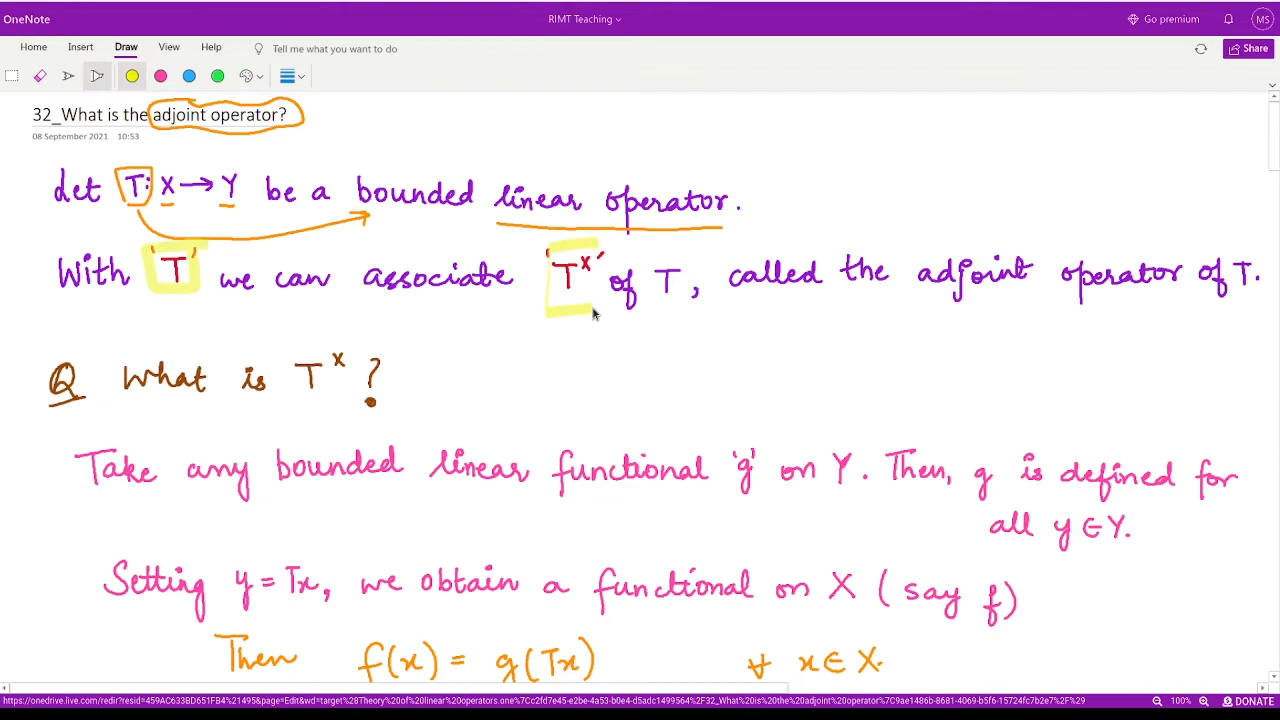 OneNote
RIMT Teaching
Go premium
MS
Home Insert Draw View Help Tell me what you want to do
Share
32_What is the adjoint operator?
08 September 2021 10:53
Let T: X → Y be a bounded linear operator.
With 'T' we can associate 'T^x' of T, called the adjoint operator of T.
Q What is T^x ?
Take any bounded linear functional 'g' on Y. Then, g is defined for
all y ∈ Y.
Setting y = Tx, we obtain a functional on X (say f)
Then f(x) = g(Tx) ∀ x ∈ X.
100%
DONATE